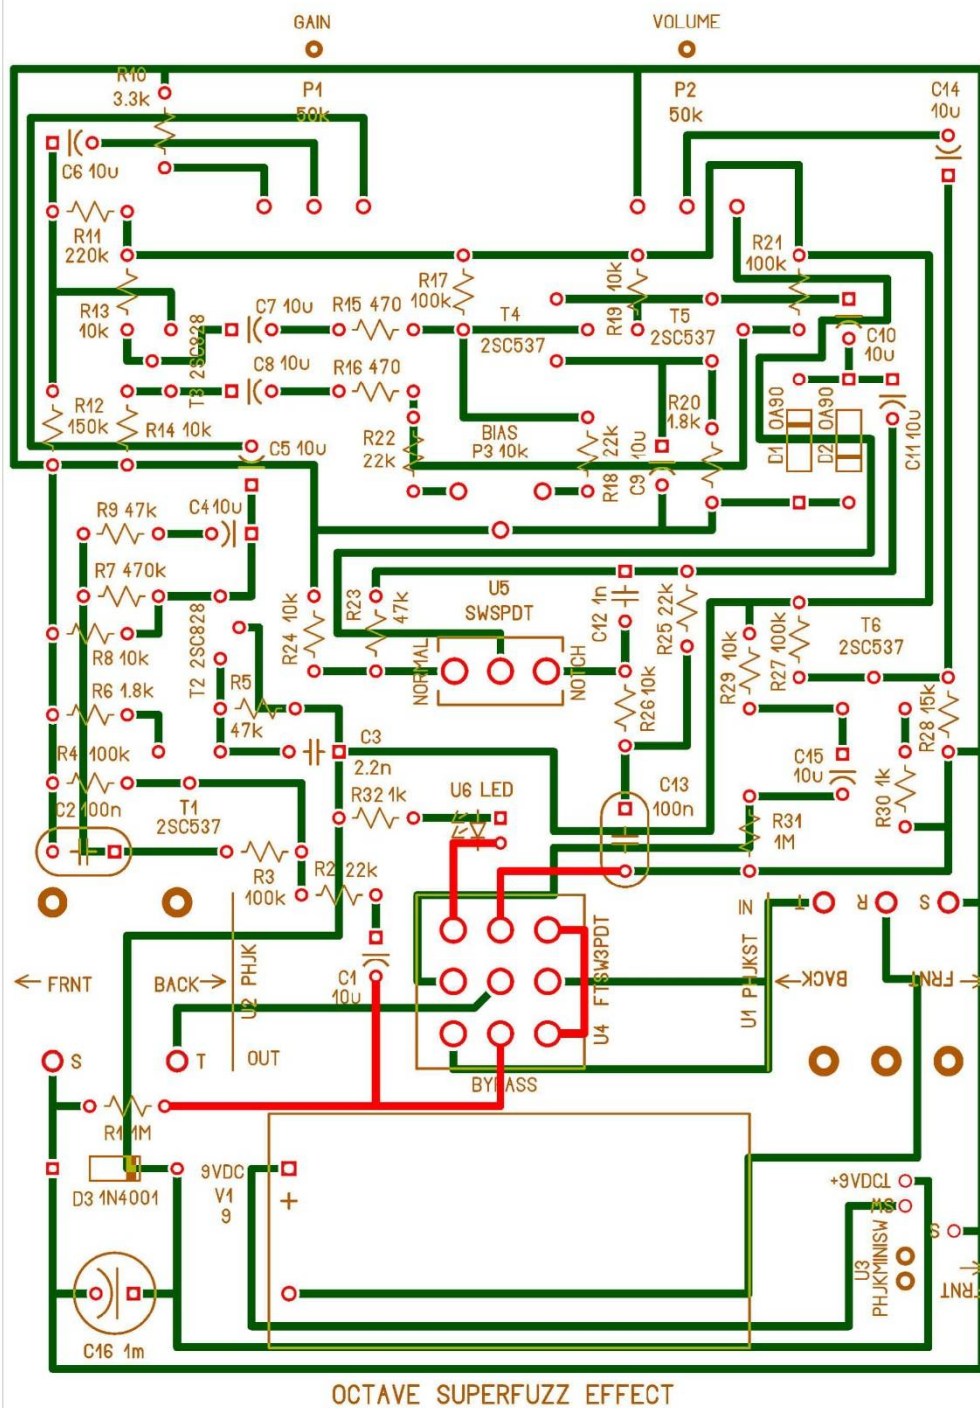 GAIN
VOLUME
R10
3.3k
P1
50k
P2
50k
C14
10u
C6 10u
R11
220k
R17
100k
R19 10k
R21
100k
R13
10k
T3 2SC828
C7 10u
R15 470
T4
2SC537
T5
2SC537
C10
10u
C8 10u
R16 470
R12
150k
R14 10k
C5 10u
R22
22k
BIAS
P3 10k
R18 22k
C9 10u
R20
1.8k
D1 OA90
D2 OA90
C11 10u
R9 47k
C4 10u
R7 470k
R8 10k
T2 2SC828
R24 10k
R23
47k
U5
SWSPDT
NORMAL
NOTCH
C12 1n
R25 22k
R26 10k
R29 10k
R27 100k
T6
2SC537
R28 15k
R6 1.8k
R5
47k
R4 100k
C3
2.2n
C15
10u
R30 1k
C2 100n
T1
2SC537
R32 1k
U6 LED
C13
100n
R31
1M
R3
100k
R2 22k
FRNT
BACK
U2 PHJK
C1
10u
FTSW3PDT
U4
U1 PHJKST
IN
T
R
S
BACK
FRNT
S
T
OUT
BYPASS
R1 1M
D3 1N4001
9VDC
V1
9
+
+9VDC
T
SW
S
U3
PHJKMINISW
FRNT
C16 1m
OCTAVE SUPERFUZZ EFFECT